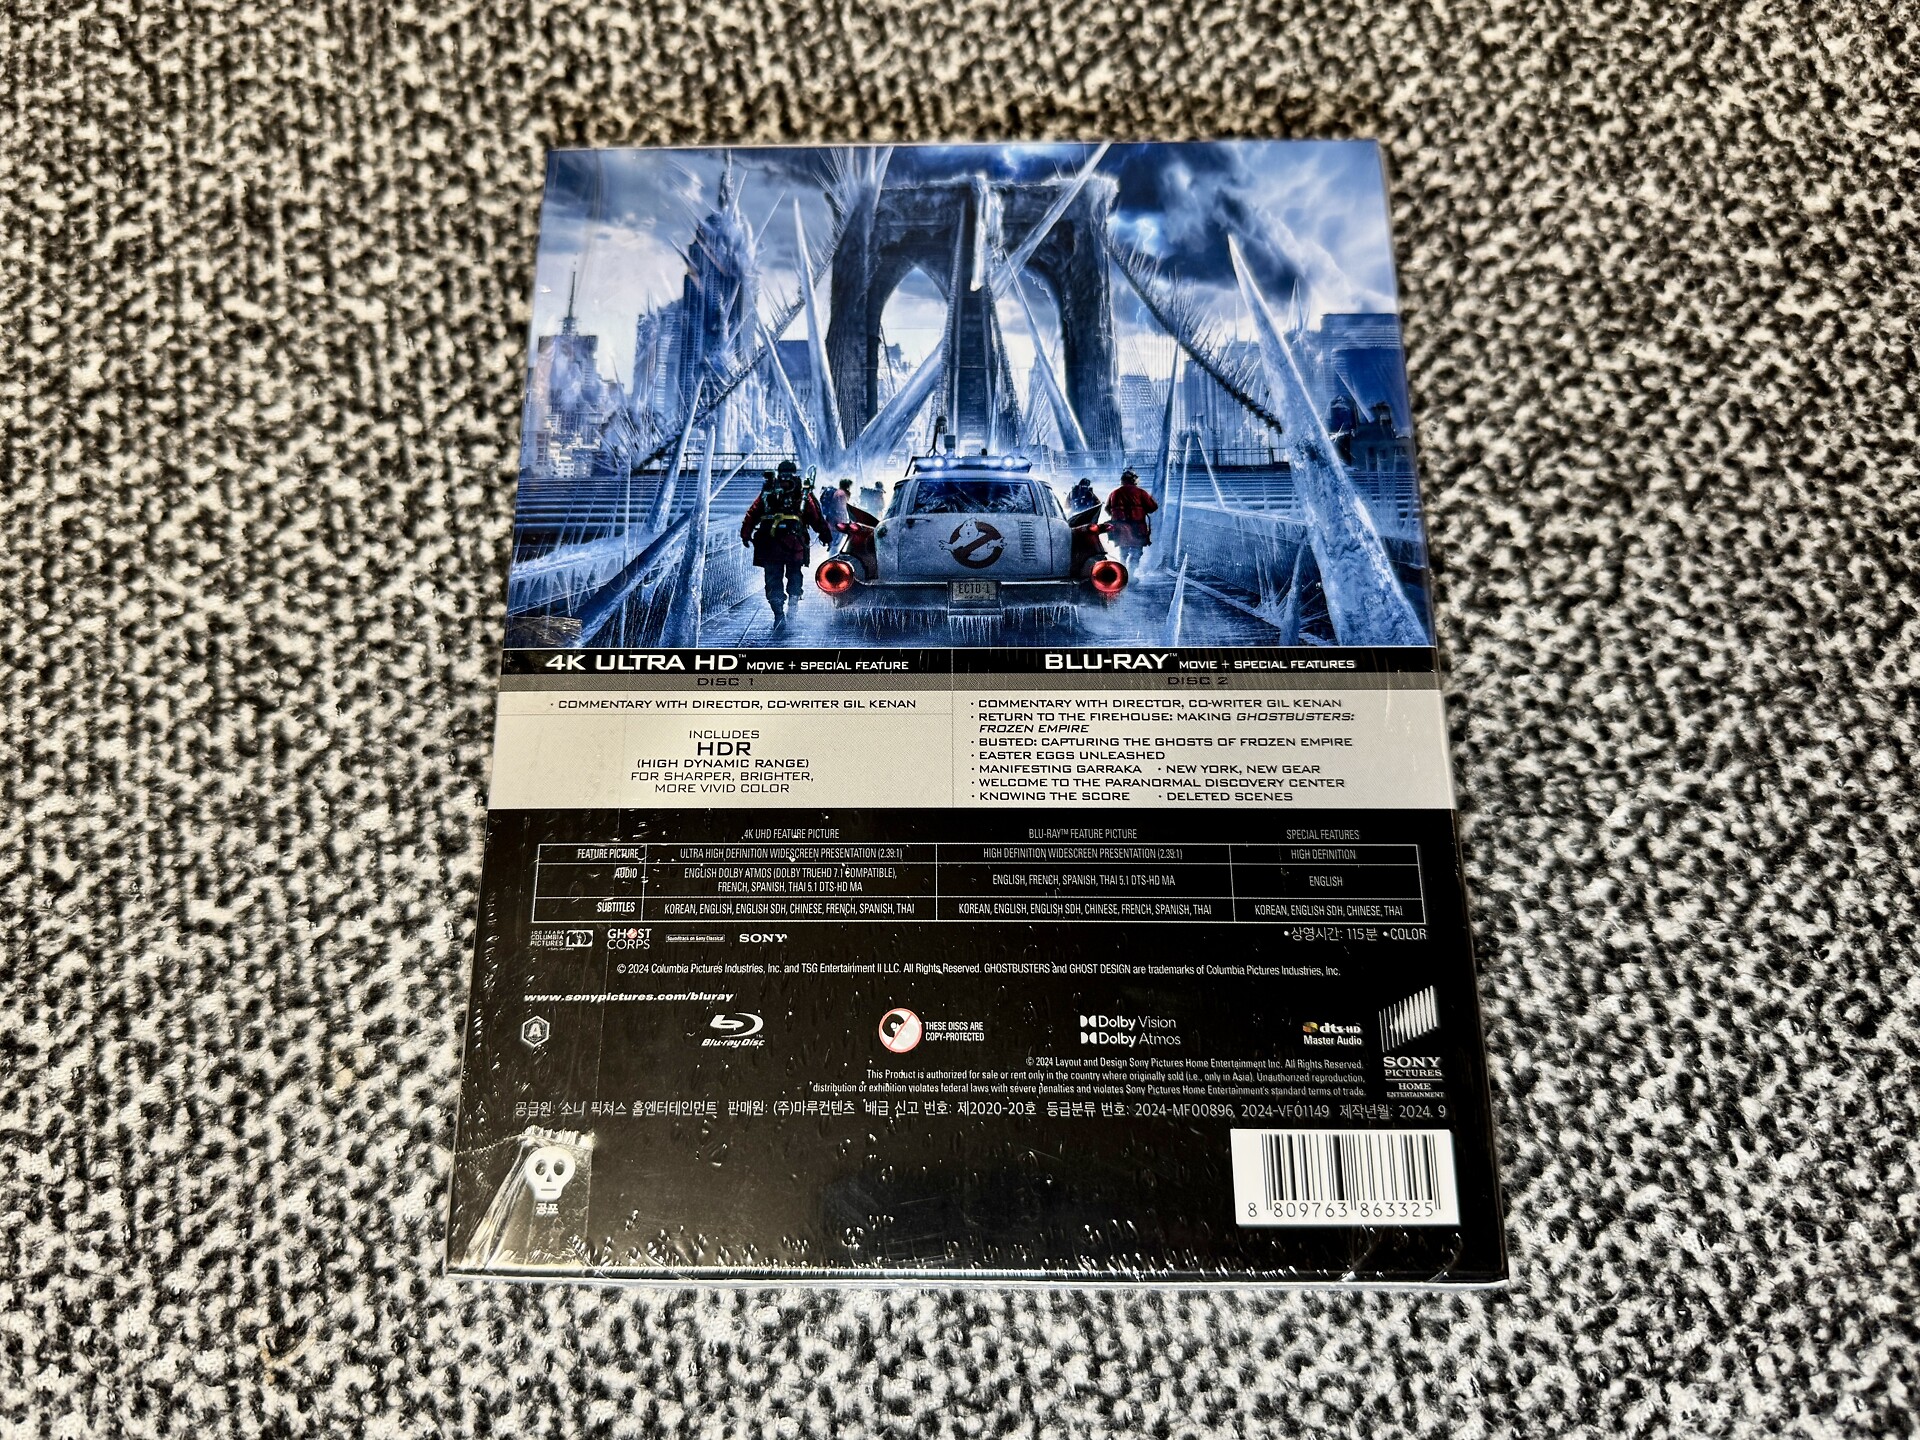 ECTO-1
4K ULTRA HD™ MOVIE + SPECIAL FEATURE
DISC 1
• COMMENTARY WITH DIRECTOR, CO-WRITER GIL KENAN
INCLUDES
HDR
(HIGH DYNAMIC RANGE)
FOR SHARPER, BRIGHTER,
MORE VIVID COLOR
BLU-RAY™ MOVIE + SPECIAL FEATURES
DISC 2
• COMMENTARY WITH DIRECTOR, CO-WRITER GIL KENAN
• RETURN TO THE FIREHOUSE: MAKING GHOSTBUSTERS:
FROZEN EMPIRE
• BUSTED: CAPTURING THE GHOSTS OF FROZEN EMPIRE
• EASTER EGGS UNLEASHED
• MANIFESTING GARRAKA • NEW YORK, NEW GEAR
• WELCOME TO THE PARANORMAL DISCOVERY CENTER
• KNOWING THE SCORE • DELETED SCENES
4K UHD FEATURE PICTURE BLU-RAY™ FEATURE PICTURE SPECIAL FEATURES
FEATURE PICTURE ULTRA HIGH DEFINITION WIDESCREEN PRESENTATION (2.39:1) HIGH DEFINITION WIDESCREEN PRESENTATION (2.39:1) HIGH DEFINITION
AUDIO ENGLISH DOLBY ATMOS (DOLBY TRUEHD 7.1 COMPATIBLE), FRENCH, SPANISH, THAI 5.1 DTS-HD MA ENGLISH, FRENCH, SPANISH, THAI 5.1 DTS-HD MA ENGLISH
SUBTITLES KOREAN, ENGLISH, ENGLISH SDH, CHINESE, FRENCH, SPANISH, THAI KOREAN, ENGLISH, ENGLISH SDH, CHINESE, FRENCH, SPANISH, THAI KOREAN, ENGLISH SDH, CHINESE, THAI
100 YEARS
COLUMBIA
PICTURES
GHOST
CORPS
Soundtrack on Sony Classical
SONY
• 상영시간: 115분 • COLOR
© 2024 Columbia Pictures Industries, Inc. and TSG Entertainment II LLC. All Rights Reserved. GHOSTBUSTERS and GHOST DESIGN are trademarks of Columbia Pictures Industries, Inc.
www.sonypictures.com/bluray
A
Blu-ray Disc™
THESE DISCS ARE
COPY-PROTECTED
Dolby Vision
Dolby Atmos
dts-HD
Master Audio
SONY
PICTURES
HOME
ENTERTAINMENT
© 2024 Layout and Design Sony Pictures Home Entertainment Inc. All Rights Reserved.
This Product is authorized for sale or rent only in the country where originally sold (i.e., only in Asia). Unauthorized reproduction,
distribution or exhibition violates federal laws with severe penalties and violates Sony Pictures Home Entertainment's standard terms of trade.
공급원: 소니 픽쳐스 홈엔터테인먼트 판매원: (주)마루컨텐츠 배급 신고 번호: 제2020-20호 등급분류 번호: 2024-MF00896, 2024-VF01149 제작년월: 2024. 9
공포
8 809763 863325